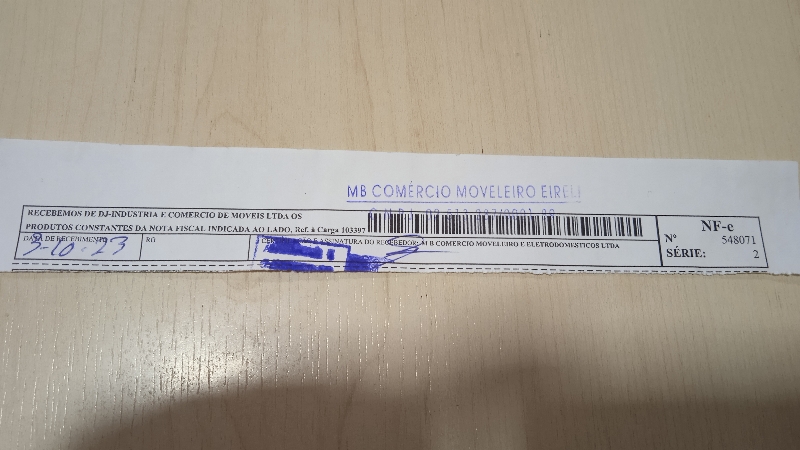 MB COMÉRCIO MOVELEIRO EIRELI
RECEBEMOS DE DJ-INDUSTRIA E COMERCIO DE MOVEIS LTDA OS
PRODUTOS CONSTANTES DA NOTA FISCAL INDICADA AO LADO, Ref. à Carga 103397
NF-e
Nº 548071
SÉRIE: 2
DATA DE RECEBIMENTO
RG
E ASSINATURA DO RECEBEDOR: M B COMERCIO MOVELEIRO E ELETRODOMESTICOS LTDA
3-10-23